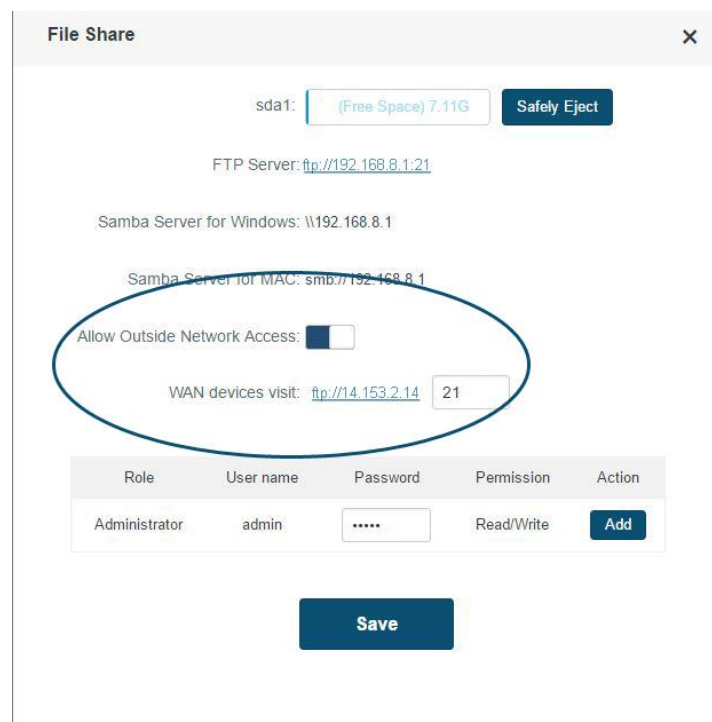 File Share ×
sda1: (Free Space) 7.11G Safely Eject
FTP Server: ftp://192.168.8.1:21
Samba Server for Windows: \\192.168.8.1
Samba Server for MAC: smb://192.168.8.1
Allow Outside Network Access:
WAN devices visit: ftp://14.153.2.14 21
Role User name Password Permission Action
Administrator admin ••••• Read/Write Add
Save